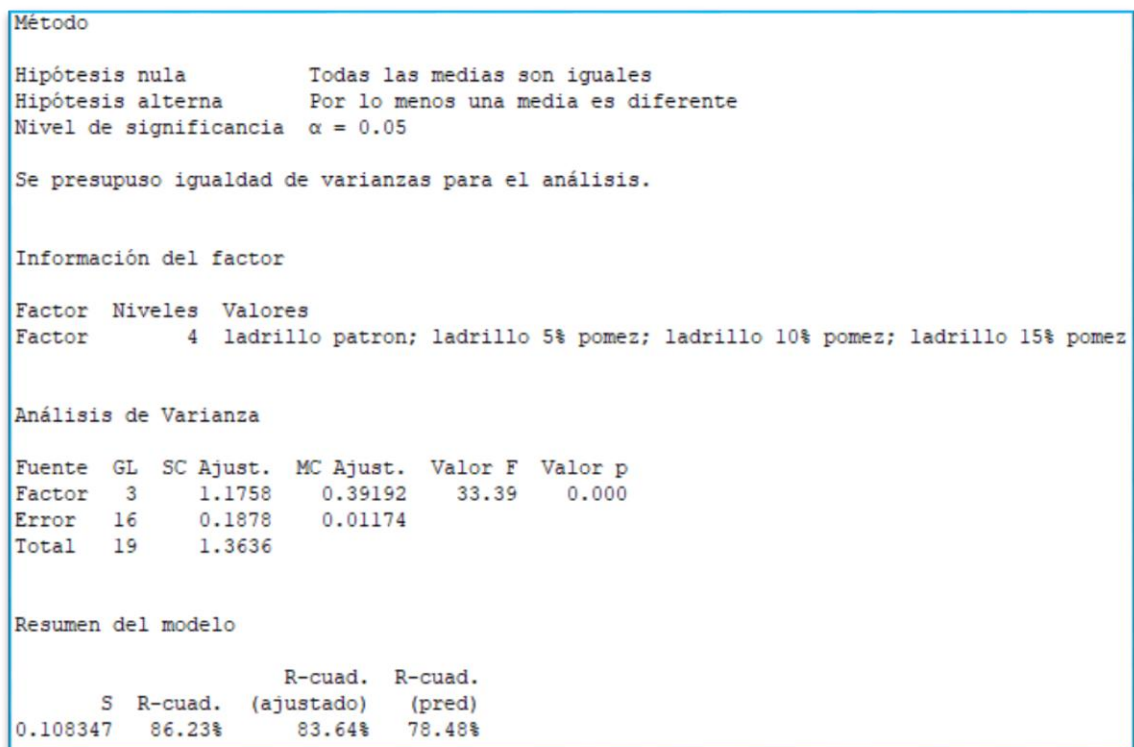 Método
Hipótesis nula Todas las medias son iguales
Hipótesis alterna Por lo menos una media es diferente
Nivel de significancia α = 0.05
Se presupuso igualdad de varianzas para el análisis.
Información del factor
Factor Niveles Valores
Factor 4 ladrillo patron; ladrillo 5% pomez; ladrillo 10% pomez; ladrillo 15% pomez
Análisis de Varianza
Fuente GL SC Ajust. MC Ajust. Valor F Valor p
Factor 3 1.1758 0.39192 33.39 0.000
Error 16 0.1878 0.01174
Total 19 1.3636
Resumen del modelo
R-cuad. R-cuad.
S R-cuad. (ajustado) (pred)
0.108347 86.23% 83.64% 78.48%